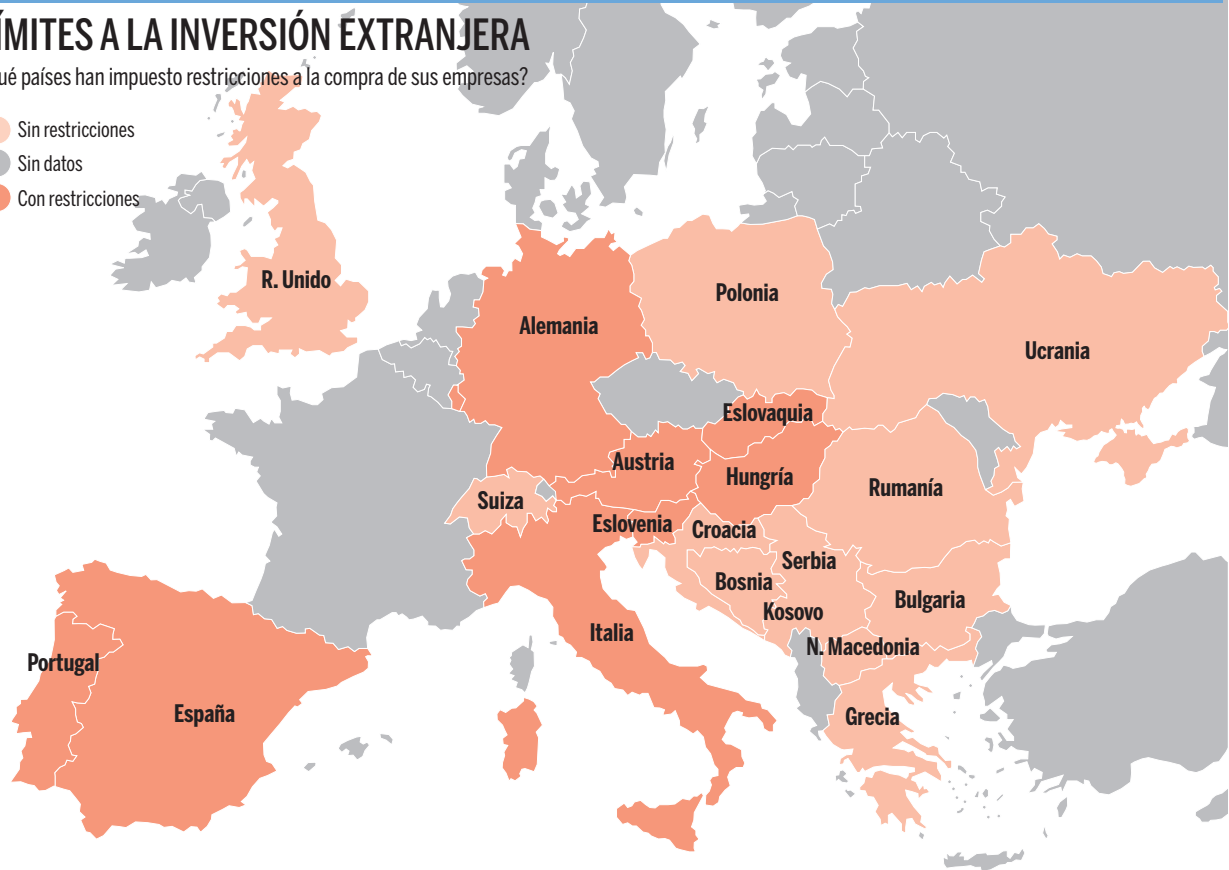 ÍMITES A LA INVERSIÓN EXTRANJERA
ué países han impuesto restricciones a la compra de sus empresas?
Sin restricciones
Sin datos
Con restricciones
R. Unido
Polonia
Alemania
Ucrania
Eslovaquia
Austria
Hungría
Rumanía
Suiza
Eslovenia
Croacia
Serbia
Bosnia
Bulgaria
Kosovo
Italia
N. Macedonia
Portugal
España
Grecia